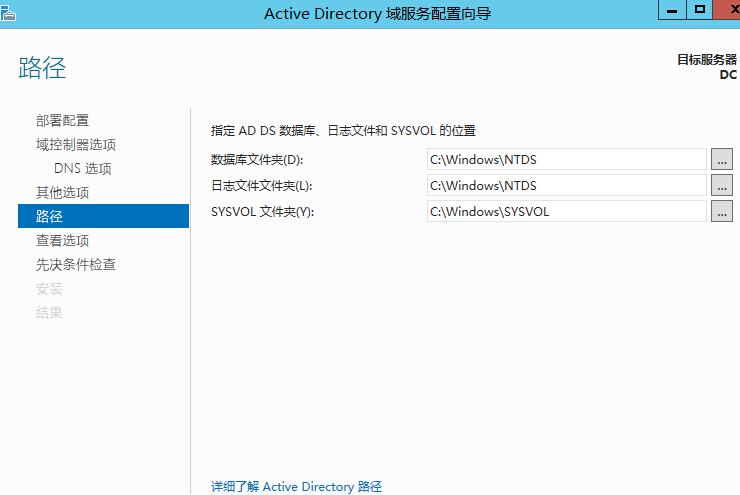 Active Directory 域服务配置向导
路径
目标服务器
DC
部署配置
域控制器选项
DNS 选项
其他选项
路径
查看选项
先决条件检查
安装
结果
指定 AD DS 数据库、日志文件和 SYSVOL 的位置
数据库文件夹(D): C:\Windows\NTDS ...
日志文件文件夹(L): C:\Windows\NTDS ...
SYSVOL 文件夹(Y): C:\Windows\SYSVOL ...
详细了解 Active Directory 路径